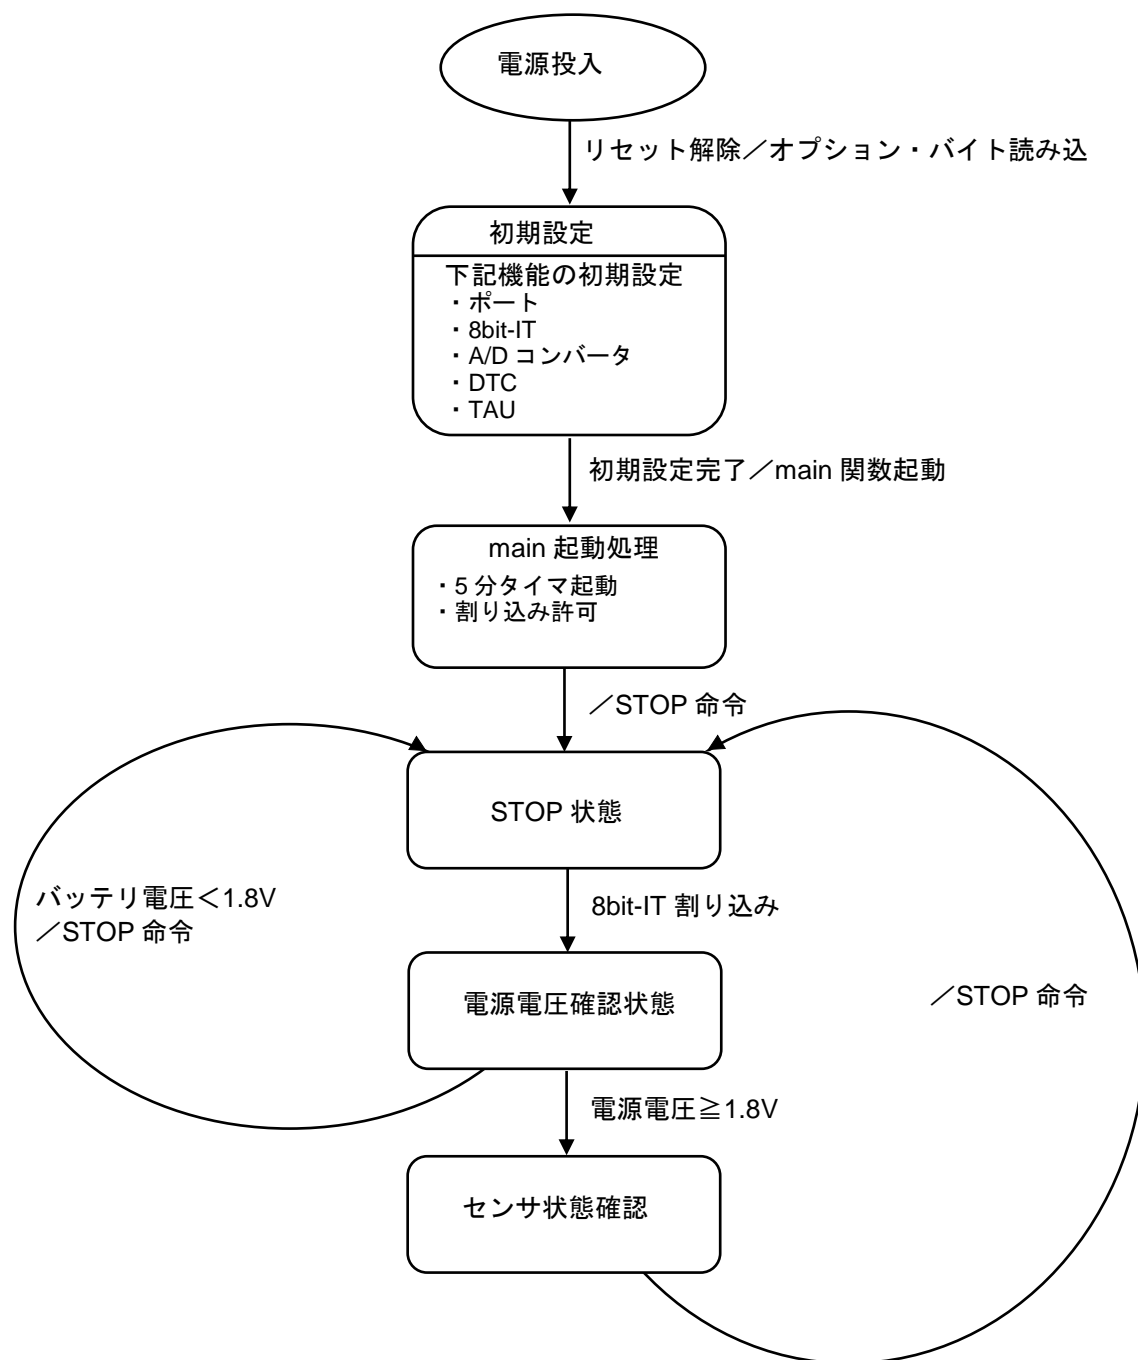 電源投入
リセット解除／オプション・バイト読み込
初期設定
下記機能の初期設定
・ポート
・8bit-IT
・A/D コンバータ
・DTC
・TAU
初期設定完了／main 関数起動
main 起動処理
・5 分タイマ起動
・割り込み許可
／STOP 命令
STOP 状態
バッテリ電圧＜1.8V
／STOP 命令
8bit-IT 割り込み
電源電圧確認状態
／STOP 命令
電源電圧≧1.8V
センサ状態確認